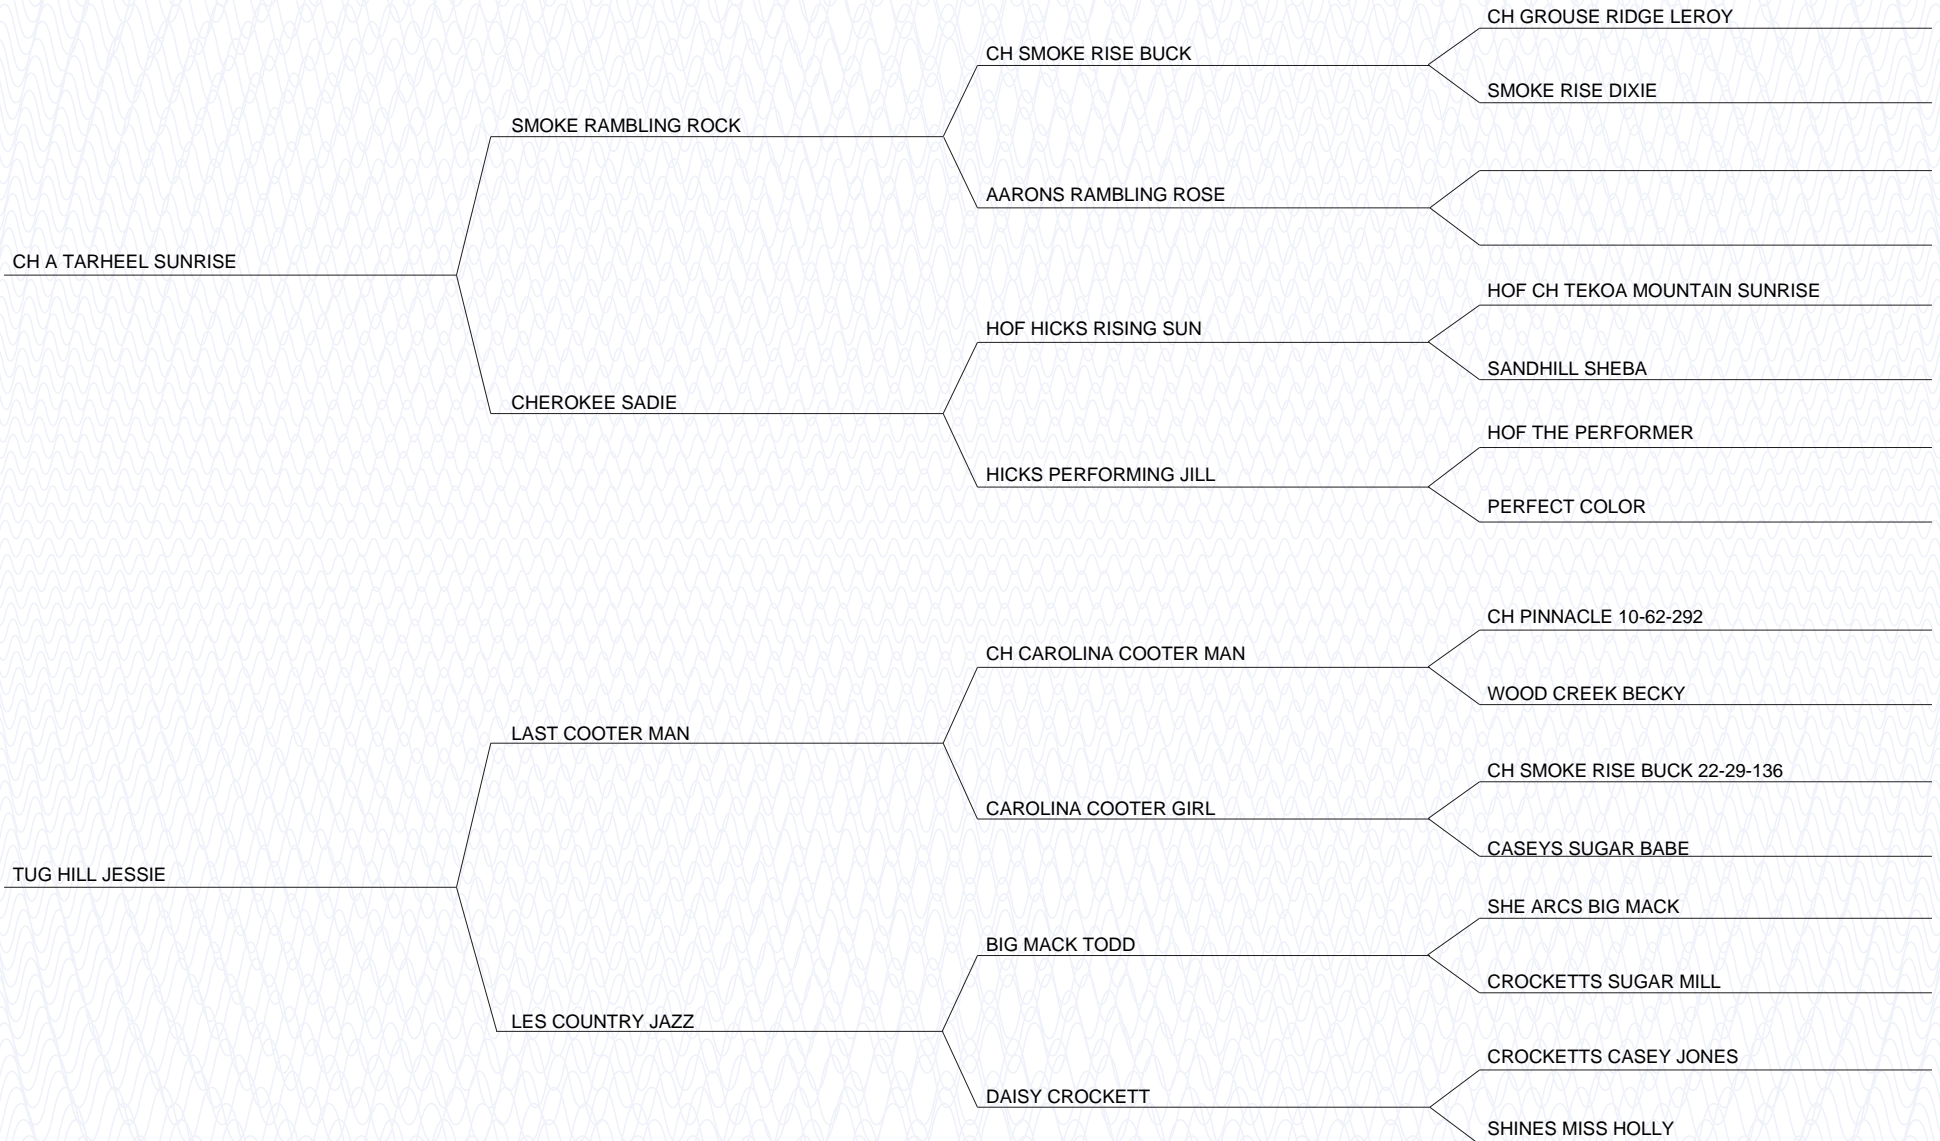 CH GROUSE RIDGE LEROY
CH SMOKE RISE BUCK
SMOKE RISE DIXIE
SMOKE RAMBLING ROCK
AARONS RAMBLING ROSE
CH A TARHEEL SUNRISE
HOF CH TEKOA MOUNTAIN SUNRISE
HOF HICKS RISING SUN
SANDHILL SHEBA
CHEROKEE SADIE
HOF THE PERFORMER
HICKS PERFORMING JILL
PERFECT COLOR
CH PINNACLE 10-62-292
CH CAROLINA COOTER MAN
WOOD CREEK BECKY
LAST COOTER MAN
CH SMOKE RISE BUCK 22-29-136
CAROLINA COOTER GIRL
CASEYS SUGAR BABE
TUG HILL JESSIE
SHE ARCS BIG MACK
BIG MACK TODD
CROCKETTS SUGAR MILL
LES COUNTRY JAZZ
CROCKETTS CASEY JONES
DAISY CROCKETT
SHINES MISS HOLLY